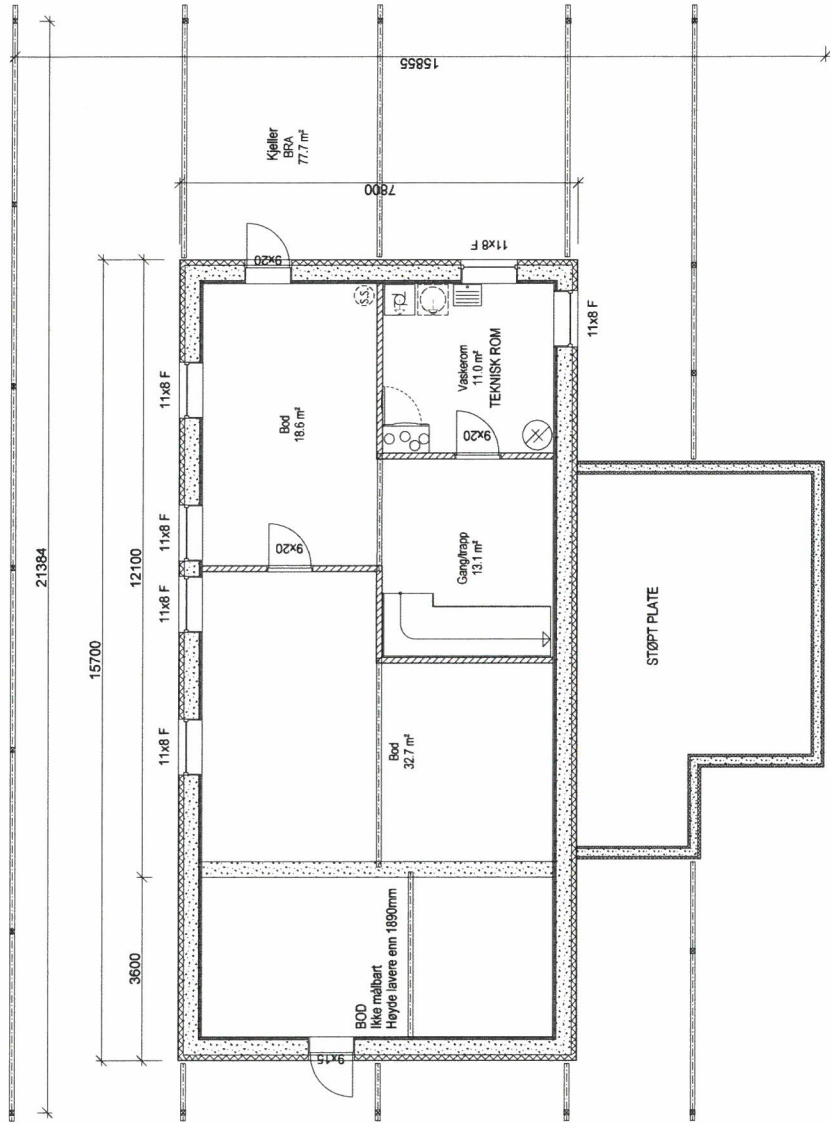 21384
15855
15700
12100
3600
7800
Kjeller
BRA
77.7 m²
11x8 F
11x8 F
11x8 F
11x8 F
9x20
S.S.
11x8 F
Bod
18.6 m²
Vaskerom
11.0 m²
TEKNISK ROM
9x20
9x20
11x8 F
Gang/trapp
13.1 m²
Bod
32.7 m²
BOD
Ikke målbart
Høyde lavere enn 1890mm
9x15
STØPT PLATE